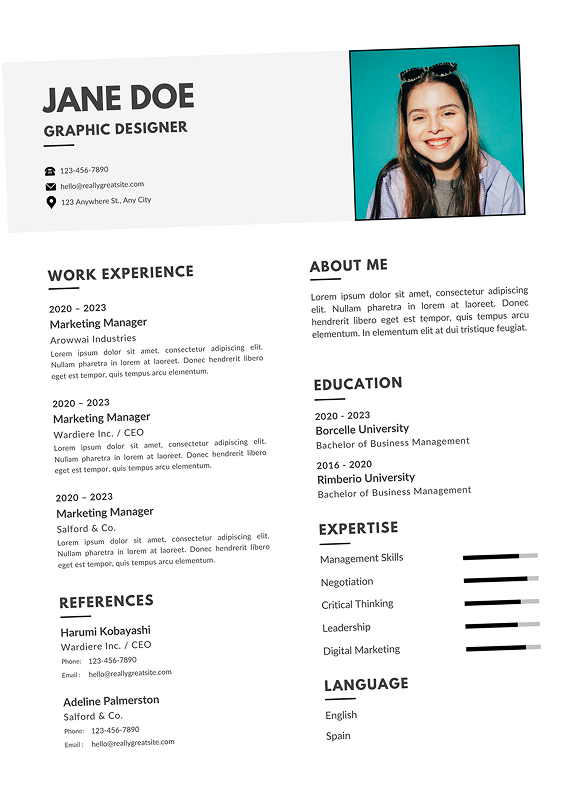 JANE DOE
GRAPHIC DESIGNER
123-456-7890
hello@reallygreatsite.com
123 Anywhere St., Any City
WORK EXPERIENCE
2020 – 2023
Marketing Manager
Arowwai Industries
Lorem ipsum dolor sit amet, consectetur adipiscing elit.
Nullam pharetra in lorem at laoreet. Donec hendrerit libero
eget est tempor, quis tempus arcu elementum.
2020 – 2023
Marketing Manager
Wardiere Inc. / CEO
Lorem ipsum dolor sit amet, consectetur adipiscing elit.
Nullam pharetra in lorem at laoreet. Donec hendrerit libero
eget est tempor, quis tempus arcu elementum.
2020 – 2023
Marketing Manager
Salford & Co.
Lorem ipsum dolor sit amet, consectetur adipiscing elit.
Nullam pharetra in lorem at laoreet. Donec hendrerit libero
eget est tempor, quis tempus arcu elementum.
REFERENCES
Harumi Kobayashi
Wardiere Inc. / CEO
Phone: 123-456-7890
Email : hello@reallygreatsite.com
Adeline Palmerston
Salford & Co.
Phone: 123-456-7890
Email : hello@reallygreatsite.com
ABOUT ME
Lorem ipsum dolor sit amet, consectetur adipiscing
elit. Nullam pharetra in lorem at laoreet. Donec
hendrerit libero eget est tempor, quis tempus arcu
elementum. In elementum elit at dui tristique feugiat.
EDUCATION
2020 - 2023
Borcelle University
Bachelor of Business Management
2016 - 2020
Rimberio University
Bachelor of Business Management
EXPERTISE
Management Skills
Negotiation
Critical Thinking
Leadership
Digital Marketing
LANGUAGE
English
Spain